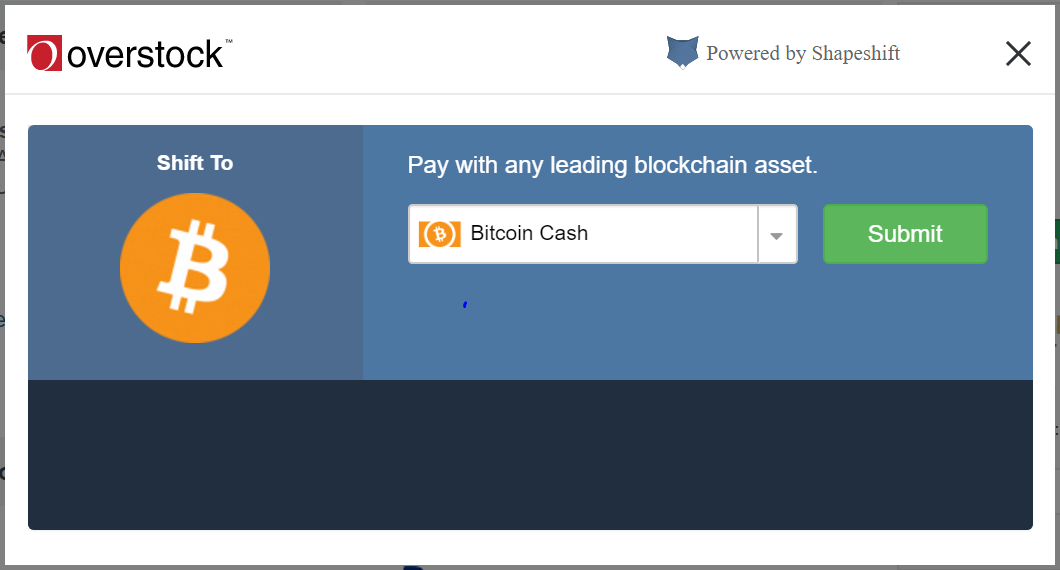 overstock™
Powered by Shapeshift
Shift To
Pay with any leading blockchain asset.
Bitcoin Cash
Submit